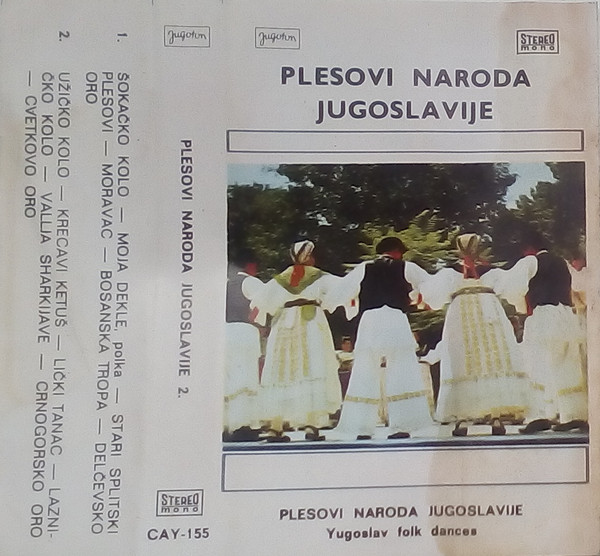 Jugoton
STEREO
mono
PLESOVI NARODA
JUGOSLAVIJE
PLESOVI NARODA JUGOSLAVIJE
Yugoslav folk dances
Jugoton
PLESOVI NARODA JUGOSLAVIJE 2.
STEREO
mono
CAY-155
1.
ŠOKAČKO KOLO — MOJA DEKLE, polka — STARI SPLITSKI
PLESOVI — MORAVAC — BOSANSKA TROPA — DELČEVSKO
ORO
2.
UŽIČKO KOLO — KRECAVI KETUŠ — LIČKI TANAC — LAZNI-
ČKO KOLO — VALLJA SHARKIJAVE — CRNOGORSKO ORO
— CVETKOVO ORO